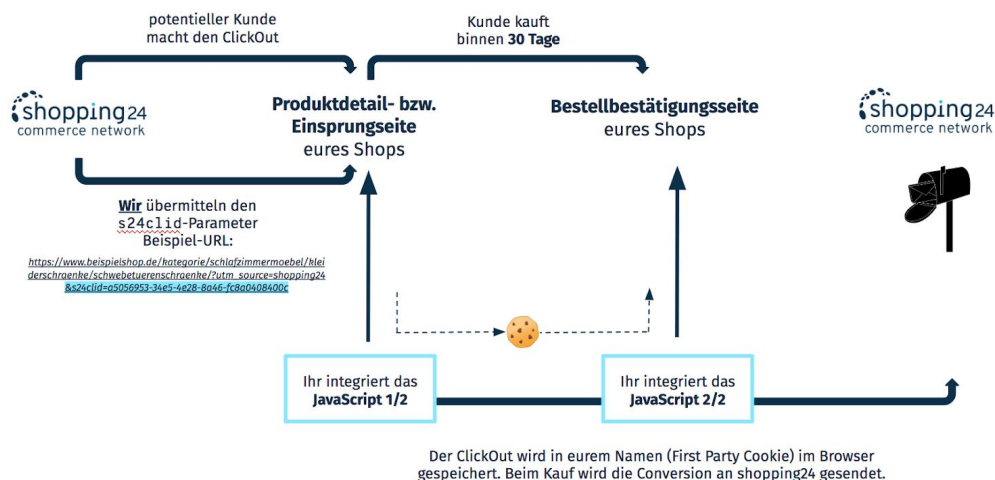 potentieller Kunde
macht den ClickOut
Kunde kauft
binnen 30 Tage
shopping24
commerce network
Produktdetail- bzw.
Einsprungseite
eures Shops
Bestellbestätigungsseite
eures Shops
shopping24
commerce network
Wir übermitteln den
s24clid-Parameter
Beispiel-URL:
https://www.beispielshop.de/kategorie/schlafzimmermoebel/klei
derschraenke/schwebetuerenschraenke/?utm_source=shopping24
&s24clid=a5056953-34e5-4e28-8a46-fc8a0408400c
Ihr integriert das
JavaScript 1/2
Ihr integriert das
JavaScript 2/2
Der ClickOut wird in eurem Namen (First Party Cookie) im Browser
gespeichert. Beim Kauf wird die Conversion an shopping24 gesendet.